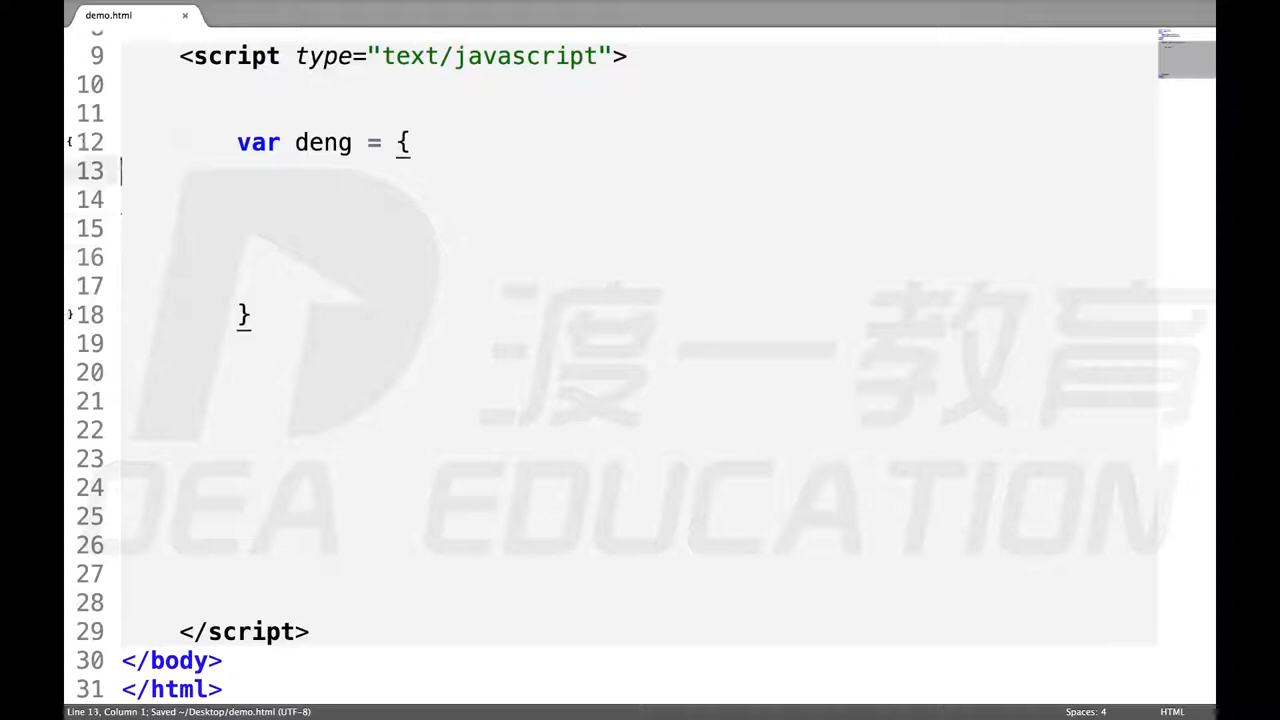 demo.html ×
8
9 <script type="text/javascript">
10
11
12 var deng = {
13
14
15
16
17
18 }
19
20
21
22
23
24
25
26
27
28
29 </script>
30 </body>
31 </html>
渡一教育
DEA EDUCATION
Line 13, Column 1; Saved ~/Desktop/demo.html (UTF-8) Spaces: 4 HTML